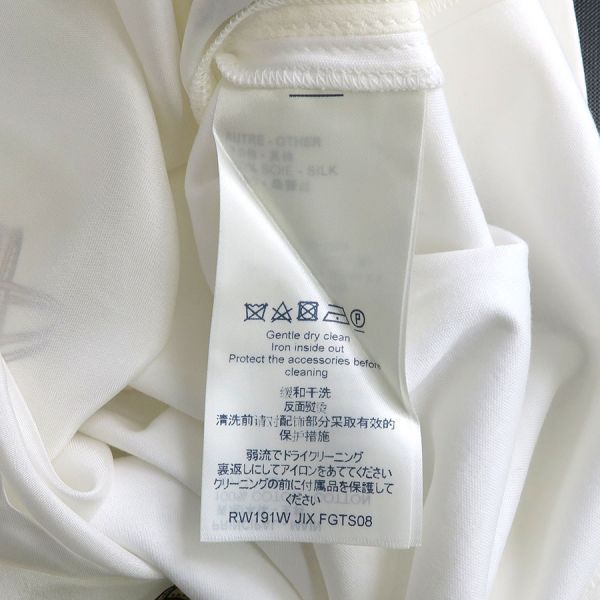 AUTRE - OTHER
SOIE - SILK
Gentle dry clean
Iron inside out
Protect the accessories before
cleaning
缓和干洗
反面熨烫
清洗前请对配饰部分采取有效的
保护措施
弱流でドライクリーニング
裏返しにしてアイロンをあててください
クリーニングの前に付属品を保護して
ください
RW191W JIX FGTS08